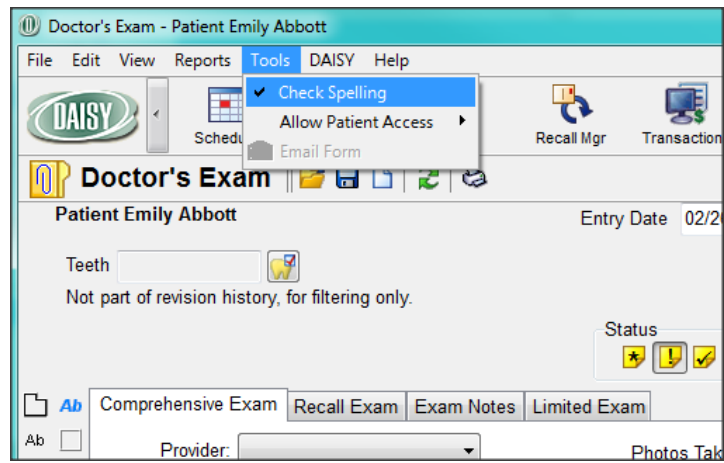 Doctor's Exam - Patient Emily Abbott
File Edit View Reports Tools DAISY Help
Check Spelling
Allow Patient Access
Email Form
DAISY
Recall Mgr
Doctor's Exam
Patient Emily Abbott
Entry Date
Teeth
Not part of revision history, for filtering only.
Status
Ab Comprehensive Exam Recall Exam Exam Notes Limited Exam
Ab
Provider:
Photos